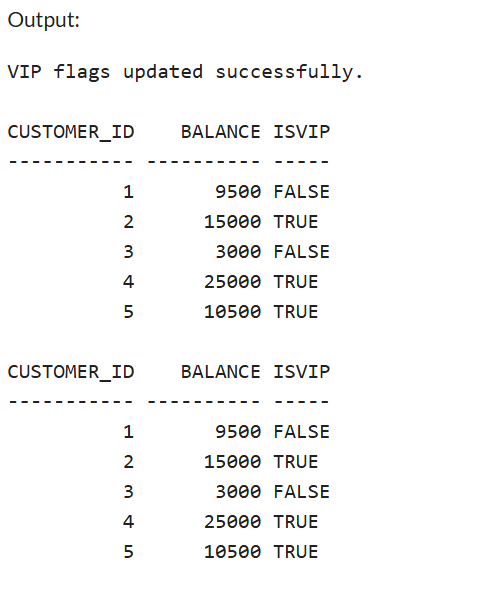 Output:
VIP flags updated successfully.
CUSTOMER_ID    BALANCE ISVIP
----------- ---------- -----
          1       9500 FALSE
          2      15000 TRUE
          3       3000 FALSE
          4      25000 TRUE
          5      10500 TRUE
CUSTOMER_ID    BALANCE ISVIP
----------- ---------- -----
          1       9500 FALSE
          2      15000 TRUE
          3       3000 FALSE
          4      25000 TRUE
          5      10500 TRUE